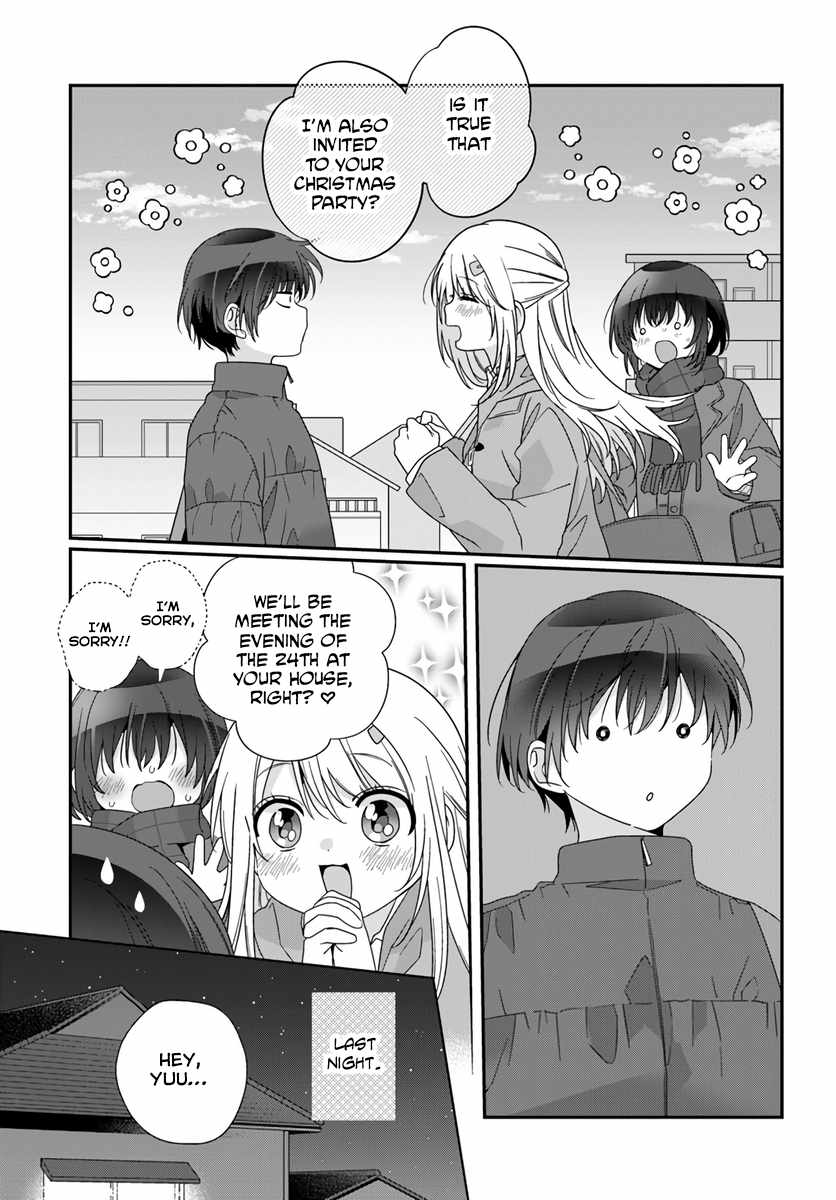 IS IT
TRUE
THAT
I'M ALSO
INVITED
TO YOUR
CHRISTMAS
PARTY?
WE'LL BE
MEETING THE
EVENING OF
THE 24TH AT
YOUR HOUSE,
RIGHT? ♡
I'M
SORRY,
I'M
SORRY!!
LAST
NIGHT.
HEY,
YUU...